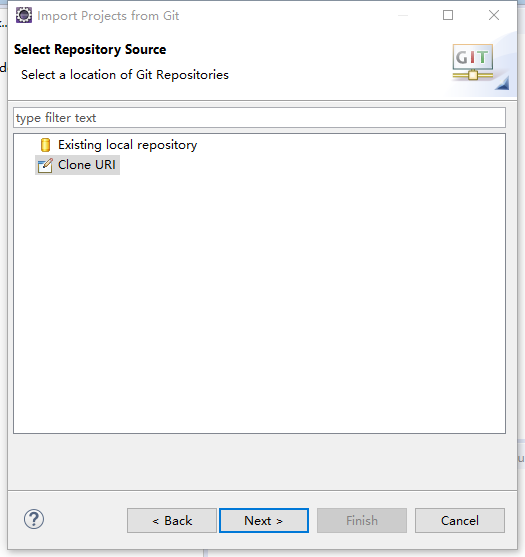 Import Projects from Git
Select Repository Source
Select a location of Git Repositories
GIT
type filter text
Existing local repository
Clone URI
?
< Back
Next >
Finish
Cancel